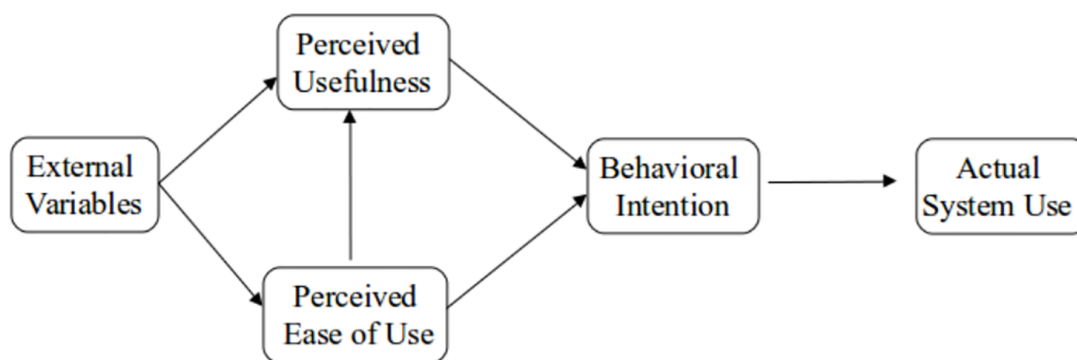 Perceived
Usefulness
External
Variables
Behavioral
Intention
Actual
System Use
Perceived
Ease of Use